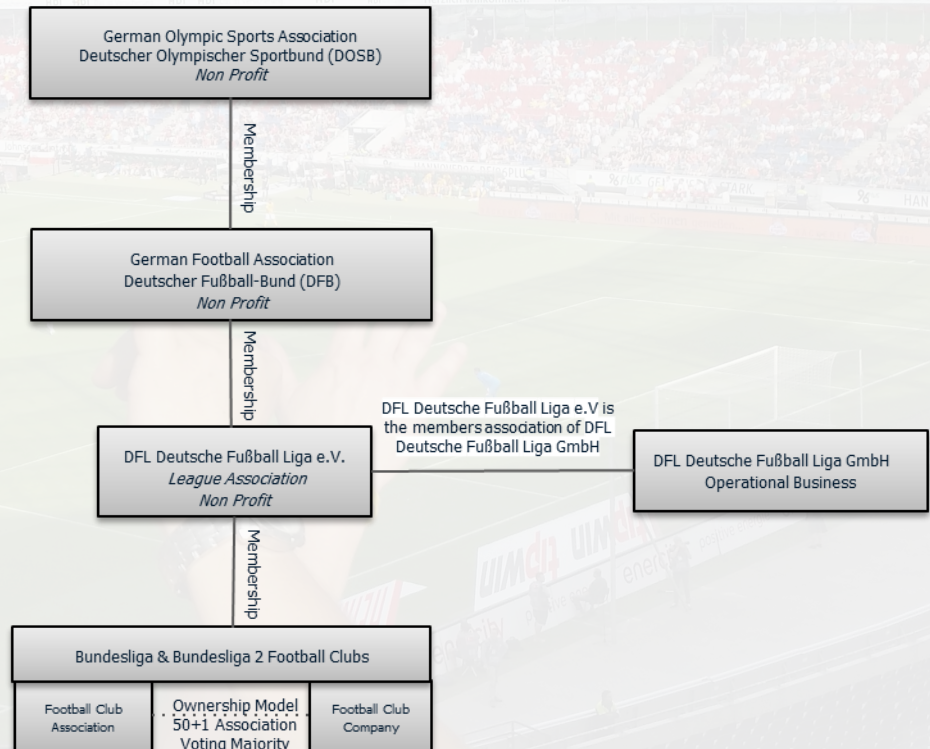 German Olympic Sports Association
Deutscher Olympischer Sportbund (DOSB)
Non Profit
Membership
German Football Association
Deutscher Fußball-Bund (DFB)
Non Profit
Membership
DFL Deutsche Fußball Liga e.V is
the members association of DFL
Deutsche Fußball Liga GmbH
DFL Deutsche Fußball Liga e.V.
League Association
Non Profit
DFL Deutsche Fußball Liga GmbH
Operational Business
Membership
Bundesliga & Bundesliga 2 Football Clubs
Football Club
Association
Ownership Model
50+1 Association
Voting Majority
Football Club
Company